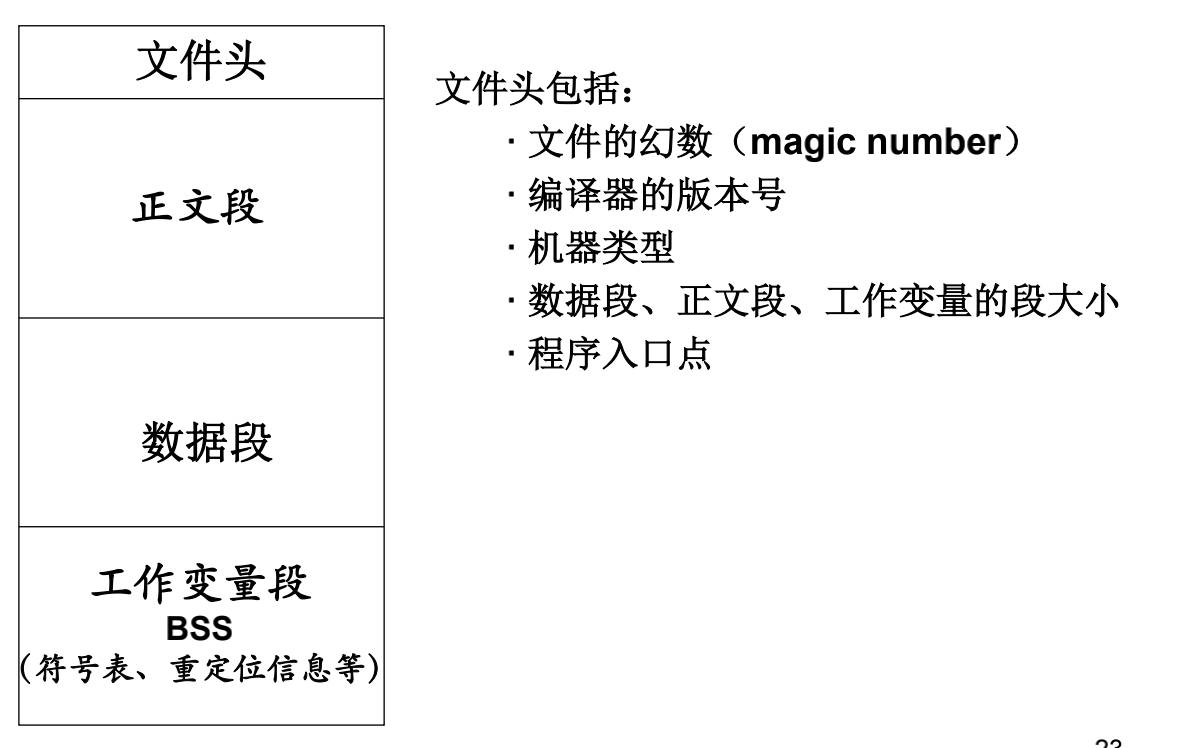 文件头
正文段
数据段
工作变量段
BSS
(符号表、重定位信息等)
文件头包括：
·文件的幻数（magic number）
·编译器的版本号
·机器类型
·数据段、正文段、工作变量的段大小
·程序入口点
23